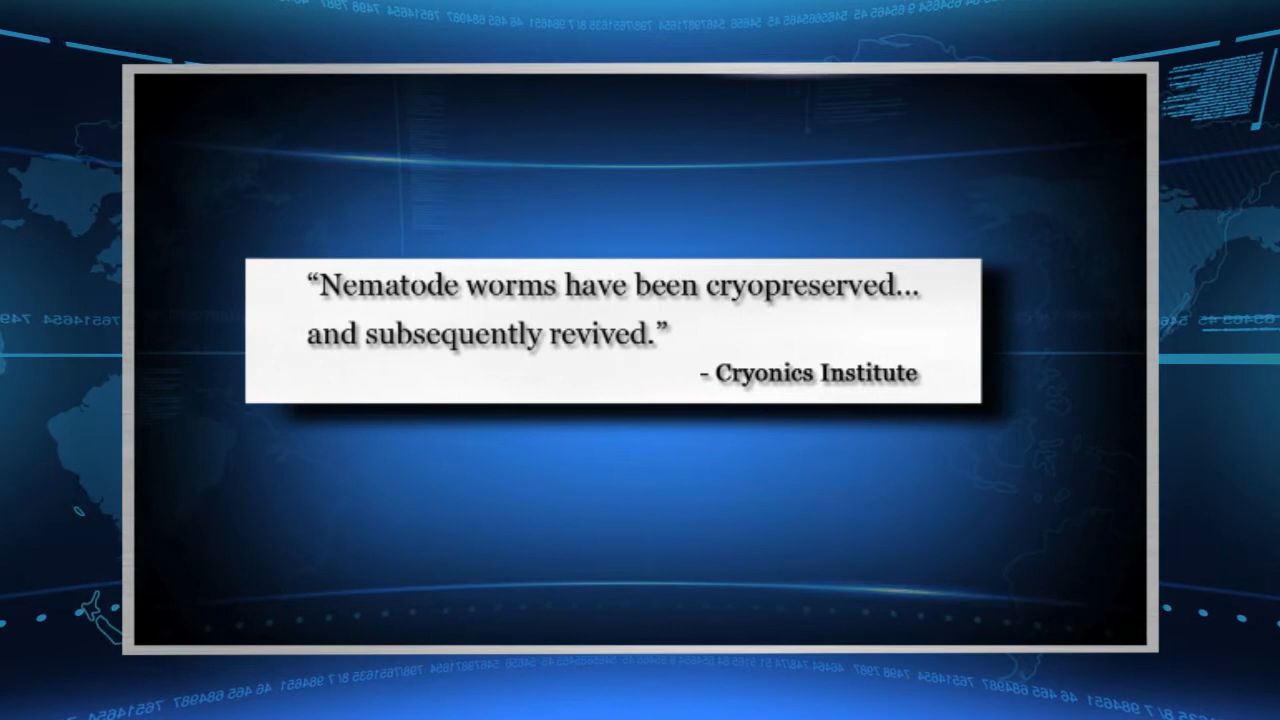 “Nematode worms have been cryopreserved...
and subsequently revived.”
- Cryonics Institute